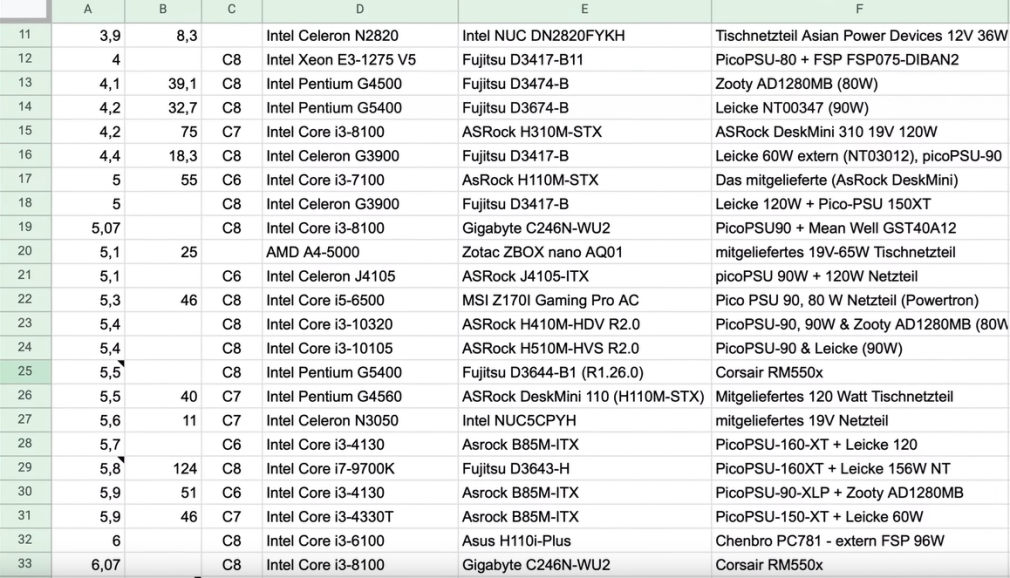 A B C D E F
11 3,9 8,3 Intel Celeron N2820 Intel NUC DN2820FYKH Tischnetzteil Asian Power Devices 12V 36W
12 4 C8 Intel Xeon E3-1275 V5 Fujitsu D3417-B11 PicoPSU-80 + FSP FSP075-DIBAN2
13 4,1 39,1 C8 Intel Pentium G4500 Fujitsu D3474-B Zooty AD1280MB (80W)
14 4,2 32,7 C8 Intel Pentium G5400 Fujitsu D3674-B Leicke NT00347 (90W)
15 4,2 75 C7 Intel Core i3-8100 ASRock H310M-STX ASRock DeskMini 310 19V 120W
16 4,4 18,3 C8 Intel Celeron G3900 Fujitsu D3417-B Leicke 60W extern (NT03012), picoPSU-90
17 5 55 C6 Intel Core i3-7100 AsRock H110M-STX Das mitgelieferte (AsRock DeskMini)
18 5 C8 Intel Celeron G3900 Fujitsu D3417-B Leicke 120W + Pico-PSU 150XT
19 5,07 C8 Intel Core i3-8100 Gigabyte C246N-WU2 PicoPSU90 + Mean Well GST40A12
20 5,1 25 AMD A4-5000 Zotac ZBOX nano AQ01 mitgeliefertes 19V-65W Tischnetzteil
21 5,1 C6 Intel Celeron J4105 ASRock J4105-ITX picoPSU 90W + 120W Netzteil
22 5,3 46 C8 Intel Core i5-6500 MSI Z170I Gaming Pro AC Pico PSU 90, 80 W Netzteil (Powertron)
23 5,4 C8 Intel Core i3-10320 ASRock H410M-HDV R2.0 PicoPSU-90, 90W & Zooty AD1280MB (80W
24 5,4 C8 Intel Core i3-10105 ASRock H510M-HVS R2.0 PicoPSU-90 & Leicke (90W)
25 5,5 C8 Intel Pentium G5400 Fujitsu D3644-B1 (R1.26.0) Corsair RM550x
26 5,5 40 C7 Intel Pentium G4560 ASRock DeskMini 110 (H110M-STX) Mitgeliefertes 120 Watt Tischnetzteil
27 5,6 11 C7 Intel Celeron N3050 Intel NUC5CPYH mitgeliefertes 19V Netzteil
28 5,7 C6 Intel Core i3-4130 Asrock B85M-ITX PicoPSU-160-XT + Leicke 120
29 5,8 124 C8 Intel Core i7-9700K Fujitsu D3643-H PicoPSU-160XT + Leicke 156W NT
30 5,9 51 C6 Intel Core i3-4130 Asrock B85M-ITX PicoPSU-90-XLP + Zooty AD1280MB
31 5,9 46 C7 Intel Core i3-4330T Asrock B85M-ITX PicoPSU-150-XT + Leicke 60W
32 6 C8 Intel Core i3-6100 Asus H110i-Plus Chenbro PC781 - extern FSP 96W
33 6,07 C8 Intel Core i3-8100 Gigabyte C246N-WU2 Corsair RM550x